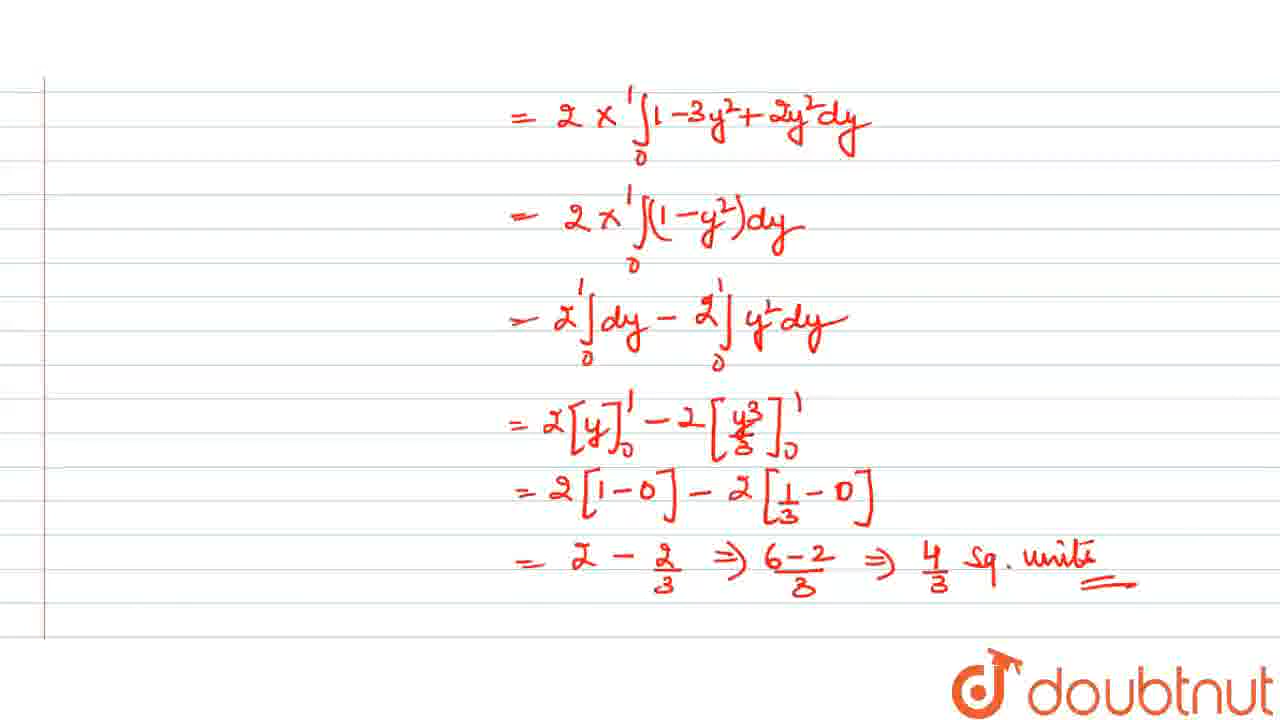 = 2 × ∫₀¹ 1 - 3y² + 2y² dy
= 2 × ∫₀¹ (1 - y²) dy
= 2 ∫₀¹ dy - 2 ∫₀¹ y² dy
= 2 [y]₀¹ - 2 [y³/3]₀¹
= 2 [1 - 0] - 2 [1/3 - 0]
= 2 - 2/3 ⇒ 6-2/3 ⇒ 4/3 sq. units
doubtnut